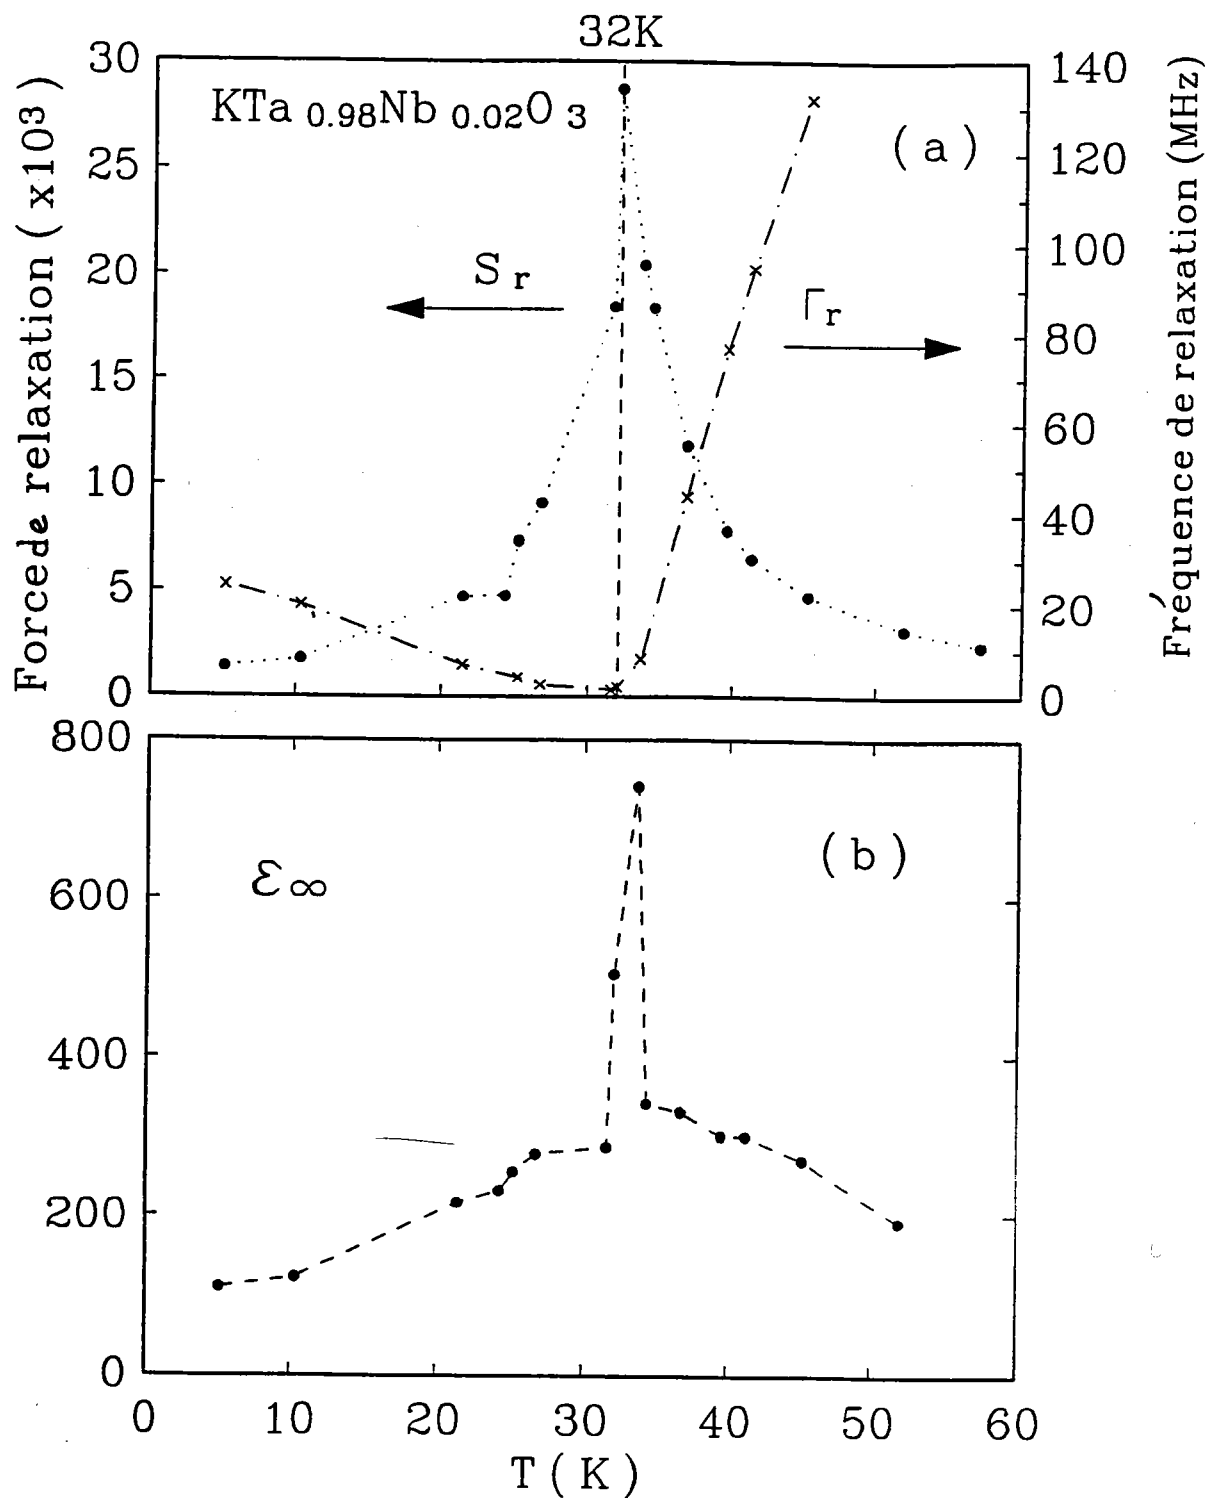 32K
KTa 0.98Nb 0.02O 3
(a)
Sr
Γr
Force de relaxation (x10³)
30
25
20
15
10
5
0
140
120
100
80
60
40
20
0
Fréquence de relaxation (MHz)
(b)
ε∞
800
600
400
200
0
0 10 20 30 40 50 60
T(K)